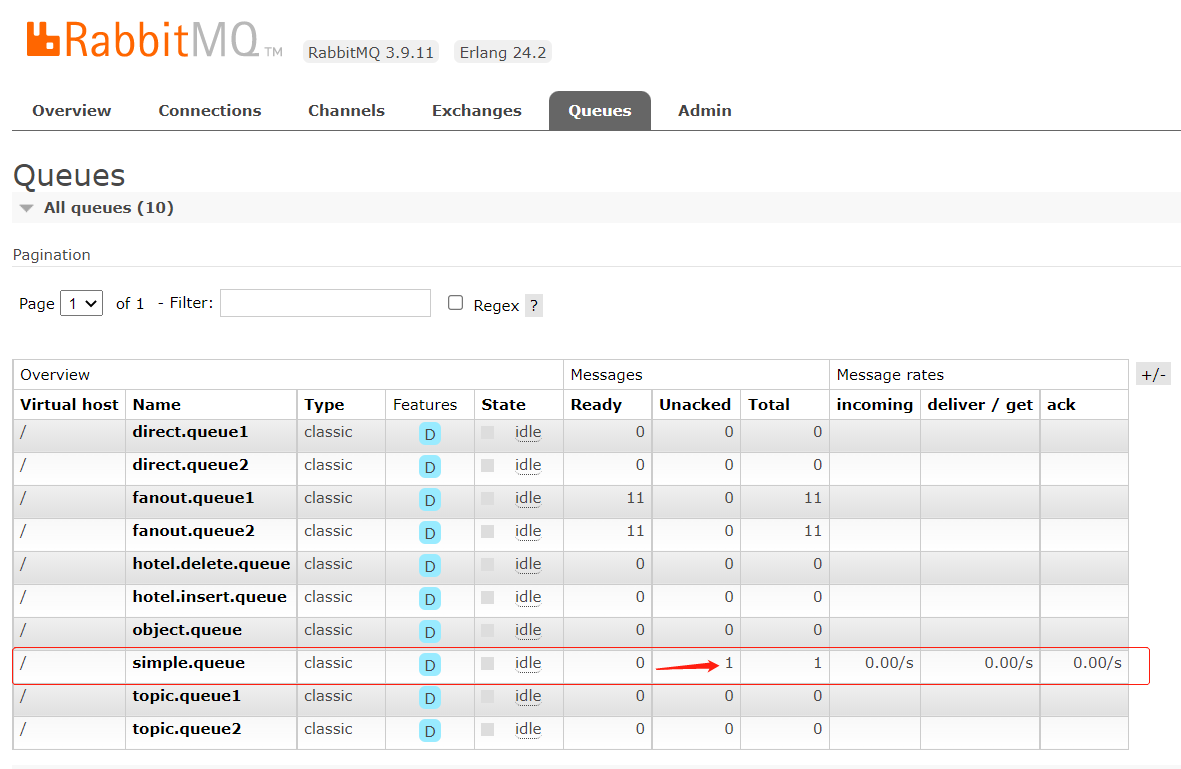 RabbitMQ TM RabbitMQ 3.9.11 Erlang 24.2
Overview Connections Channels Exchanges Queues Admin
Queues
All queues (10)
Pagination
Page 1 of 1 - Filter: Regex ?
Overview Messages Message rates +/-
Virtual host Name Type Features State Ready Unacked Total incoming deliver / get ack
/ direct.queue1 classic D idle 0 0 0
/ direct.queue2 classic D idle 0 0 0
/ fanout.queue1 classic D idle 11 0 11
/ fanout.queue2 classic D idle 11 0 11
/ hotel.delete.queue classic D idle 0 0 0
/ hotel.insert.queue classic D idle 0 0 0
/ object.queue classic D idle 0 0 0
/ simple.queue classic D idle 0 1 1 0.00/s 0.00/s 0.00/s
/ topic.queue1 classic D idle 0 0 0
/ topic.queue2 classic D idle 0 0 0